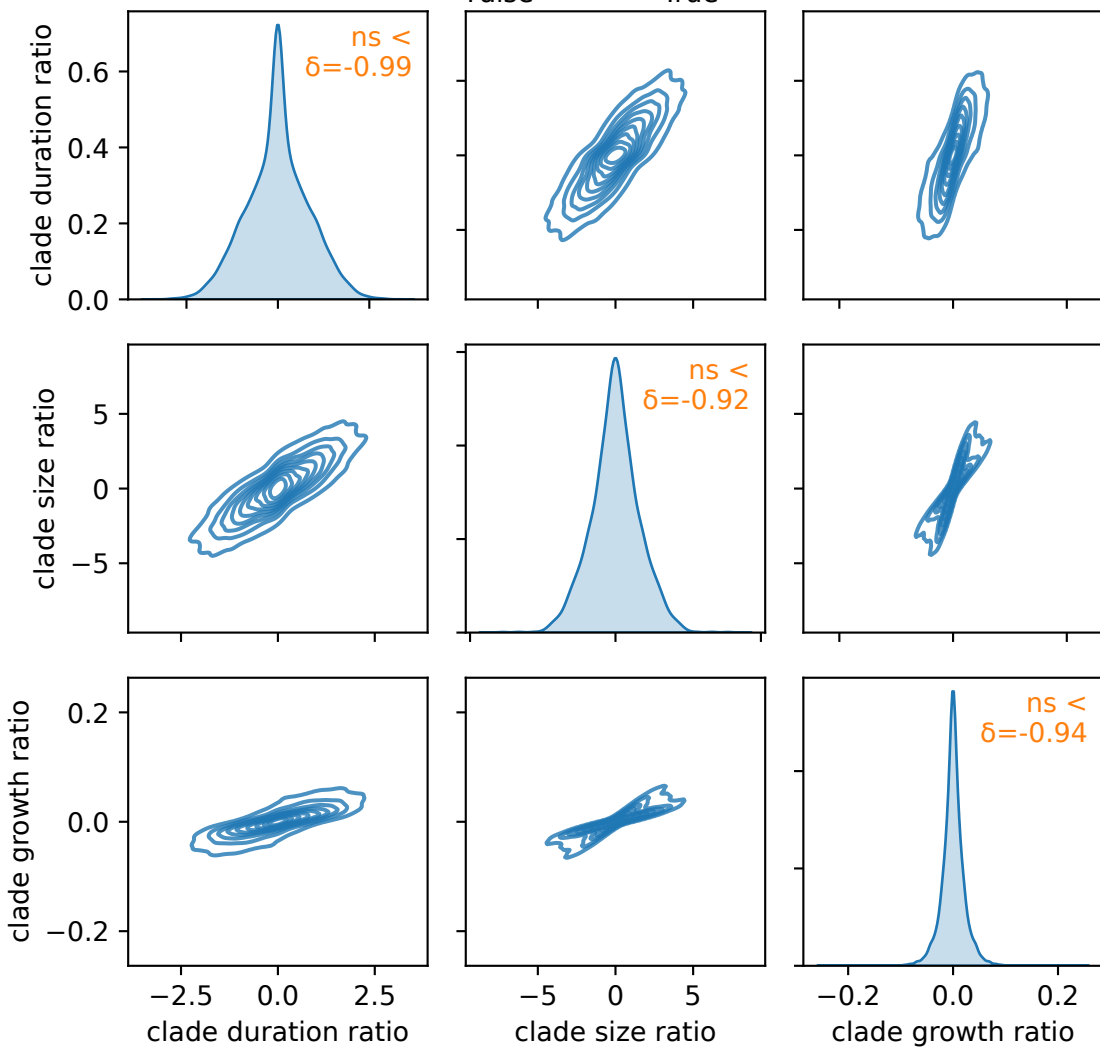 clade duration ratio
0.6
0.4
0.2
0.0
ns <
δ=-0.99
clade size ratio
5
0
−5
ns <
δ=-0.92
clade growth ratio
0.2
0.0
−0.2
ns <
δ=-0.94
−2.5 0.0 2.5
−5 0 5
−0.2 0.0 0.2
clade duration ratio
clade size ratio
clade growth ratio